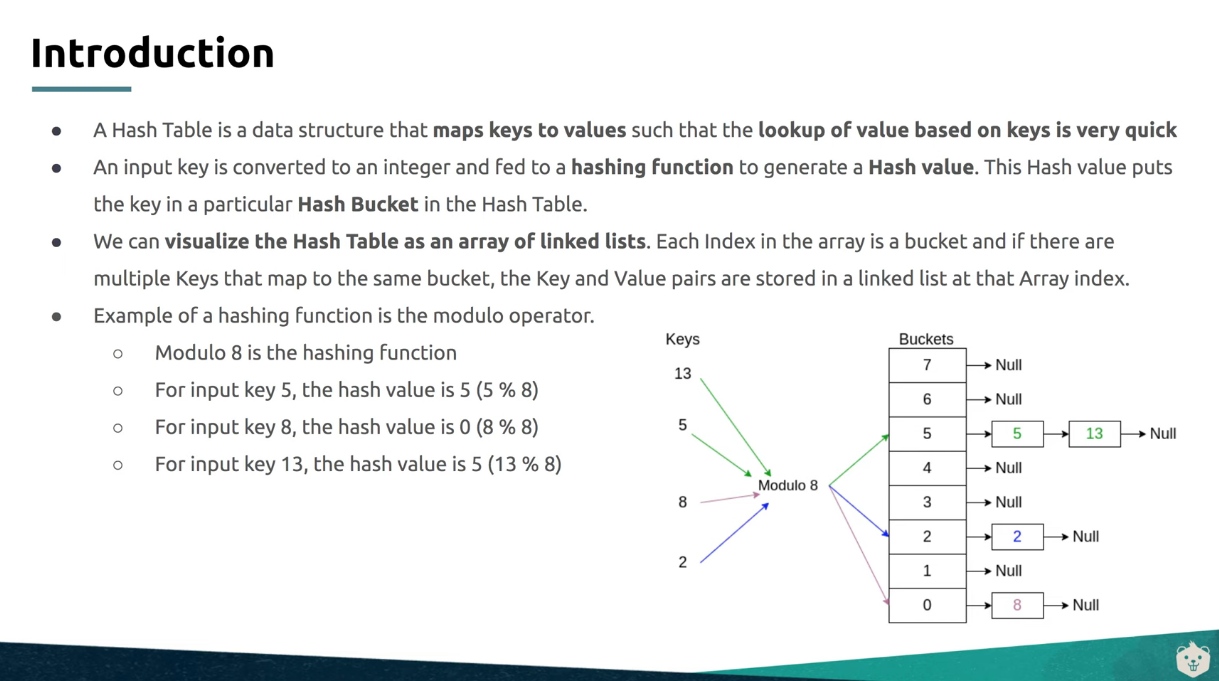 Introduction
● A Hash Table is a data structure that maps keys to values such that the lookup of value based on keys is very quick
● An input key is converted to an integer and fed to a hashing function to generate a Hash value. This Hash value puts
the key in a particular Hash Bucket in the Hash Table.
● We can visualize the Hash Table as an array of linked lists. Each Index in the array is a bucket and if there are
multiple Keys that map to the same bucket, the Key and Value pairs are stored in a linked list at that Array index.
● Example of a hashing function is the modulo operator.
○ Modulo 8 is the hashing function
○ For input key 5, the hash value is 5 (5 % 8)
○ For input key 8, the hash value is 0 (8 % 8)
○ For input key 13, the hash value is 5 (13 % 8)
Keys
13
5
8
2
Modulo 8
Buckets
7 Null
6 Null
5 5 13 Null
4 Null
3 Null
2 2 Null
1 Null
0 8 Null